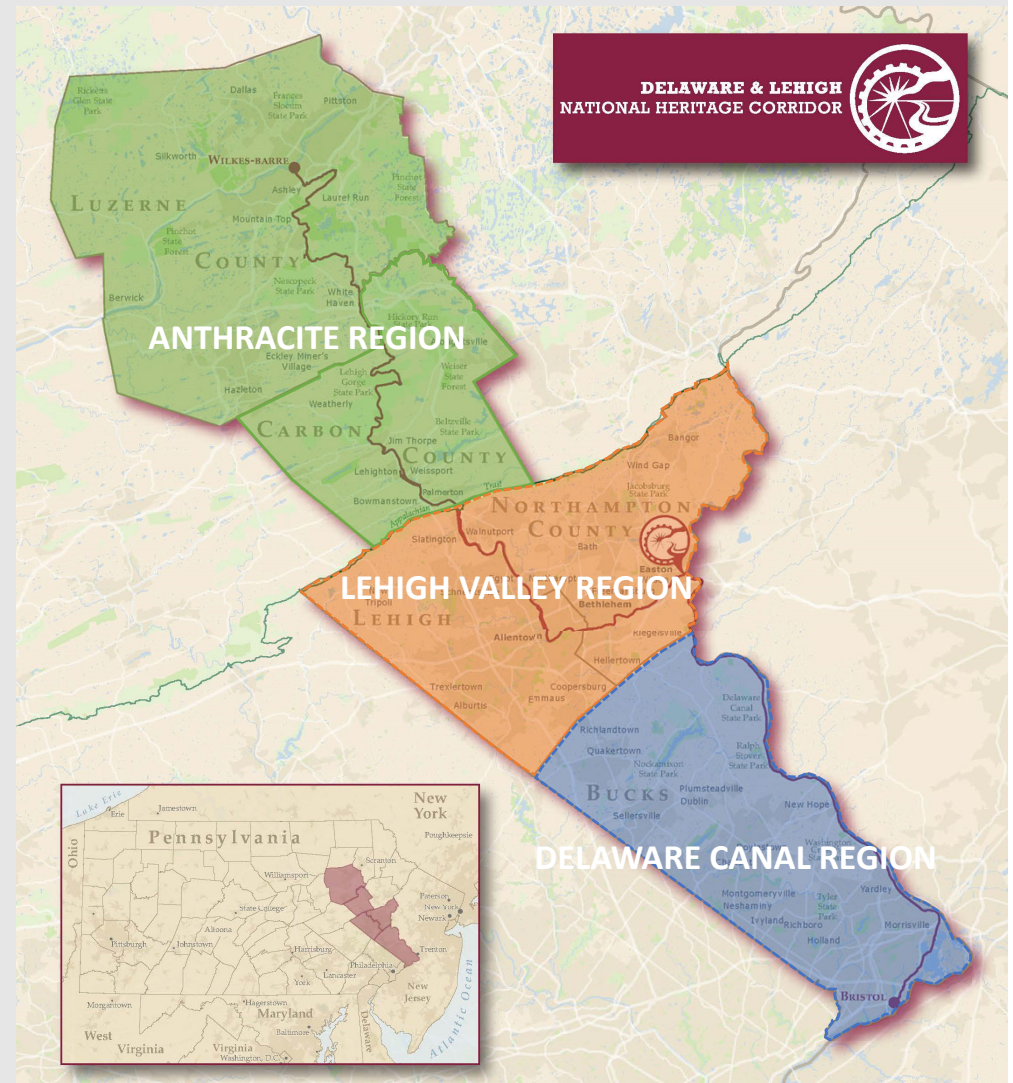 DELAWARE & LEHIGH
NATIONAL HERITAGE CORRIDOR
Ricketts
Glen State
Park
Dallas
Frances
Slocum
State Park
Pittston
Silkworth
WILKES-BARRE
Ashley
Laurel Run
Pinchot
State
Forest
LUZERNE
COUNTY
Mountain Top
Pinchot
State
Forest
Nescopeck
State Park
White
Haven
Berwick
Hickory Run
ANTHRACITE REGION
Eckley Miner's
Village
Hazleton
Weatherly
Lehigh
Gorge
State Park
Weiser
State
Forest
CARBON
COUNTY
Beltzville
State Park
Jim Thorpe
Lehighton
Weissport
Bowmanstown
Palmerton
Appalachian
Trail
Bangor
Wind Gap
Jacobsburg
State Park
NORTHAMPTON
COUNTY
Slatington
Walnutport
Bath
Easton
LEHIGH VALLEY REGION
Tripoli
LEHIGH
Bethlehem
Allentown
Riegelsville
Hellertown
Trexlertown
Alburtis
Coopersburg
Emmaus
Richlandtown
Quakertown
Nockamixon
State Park
Delaware
Canal
State Park
Ralph
Stover
State Park
BUCKS
Plumsteadville
Dublin
Sellersville
New Hope
Washington
DELAWARE CANAL REGION
Montgomeryville
Neshaminy
Ivyland
Richboro
Holland
Tyler
State
Park
Yardley
Morrisville
BRISTOL
Lake Erie
Erie
Jamestown
New
York
Poughkeepsie
Ohio
Pennsylvania
Scranton
Williamsport
State College
Paterson
New York
Newark
Altoona
Pittsburgh
Johnstown
Harrisburg
Trenton
Philadelphia
Lancaster
York
New
Jersey
Morgantown
Hagerstown
Maryland
Baltimore
Delaware
Atlantic Ocean
West
Virginia
Virginia
Washington, D.C.